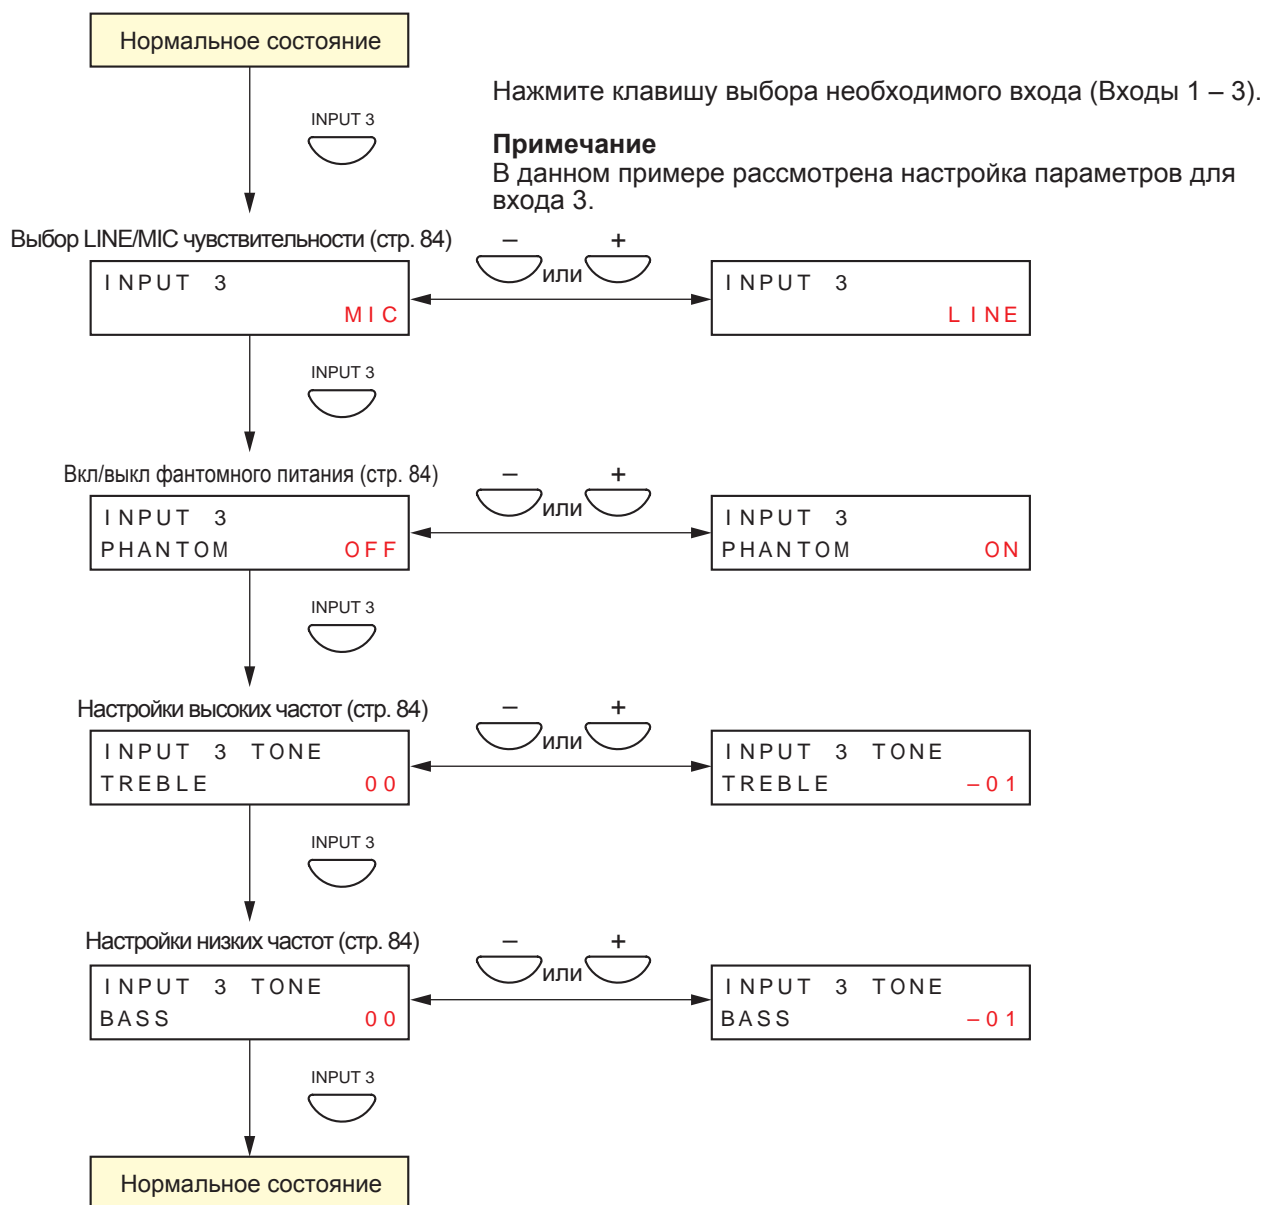 Нормальное состояние
Нажмите клавишу выбора необходимого входа (Входы 1 – 3).
INPUT 3
Примечание
В данном примере рассмотрена настройка параметров для
входа 3.
Выбор LINE/MIC чувствительности (стр. 84)
– или +
INPUT 3
MIC
INPUT 3
LINE
INPUT 3
Вкл/выкл фантомного питания (стр. 84)
– или +
INPUT 3
PHANTOM OFF
INPUT 3
PHANTOM ON
INPUT 3
Настройки высоких частот (стр. 84)
– или +
INPUT 3 TONE
TREBLE 00
INPUT 3 TONE
TREBLE –01
INPUT 3
Настройки низких частот (стр. 84)
– или +
INPUT 3 TONE
BASS 00
INPUT 3 TONE
BASS –01
INPUT 3
Нормальное состояние